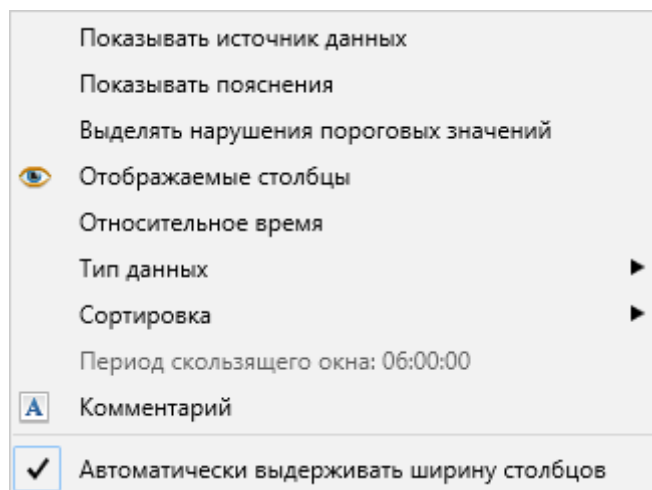 Показывать источник данных
Показывать пояснения
Выделять нарушения пороговых значений
Отображаемые столбцы
Относительное время
Тип данных
Сортировка
Период скользящего окна: 06:00:00
A Комментарий
Автоматически выдерживать ширину столбцов